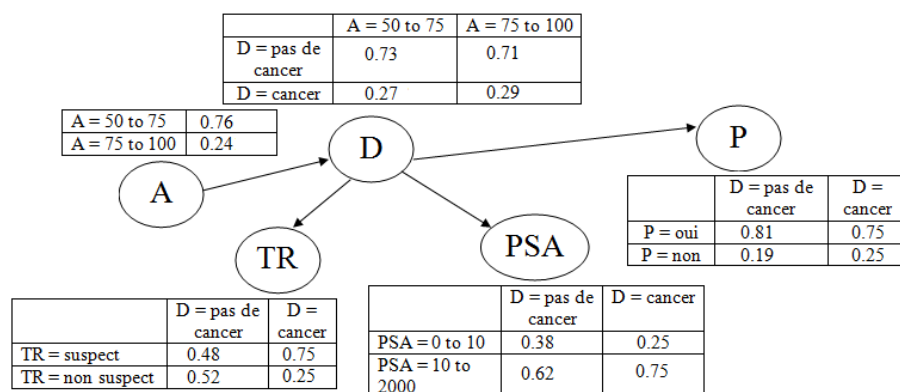 A = 50 to 75 A = 75 to 100
D = pas de cancer 0.73 0.71
D = cancer 0.27 0.29
A = 50 to 75 0.76
A = 75 to 100 0.24
D
P
A
D = pas de cancer D = cancer
P = oui 0.81 0.75
P = non 0.19 0.25
TR
PSA
D = pas de cancer D = cancer
TR = suspect 0.48 0.75
TR = non suspect 0.52 0.25
D = pas de cancer D = cancer
PSA = 0 to 10 0.38 0.25
PSA = 10 to 2000 0.62 0.75